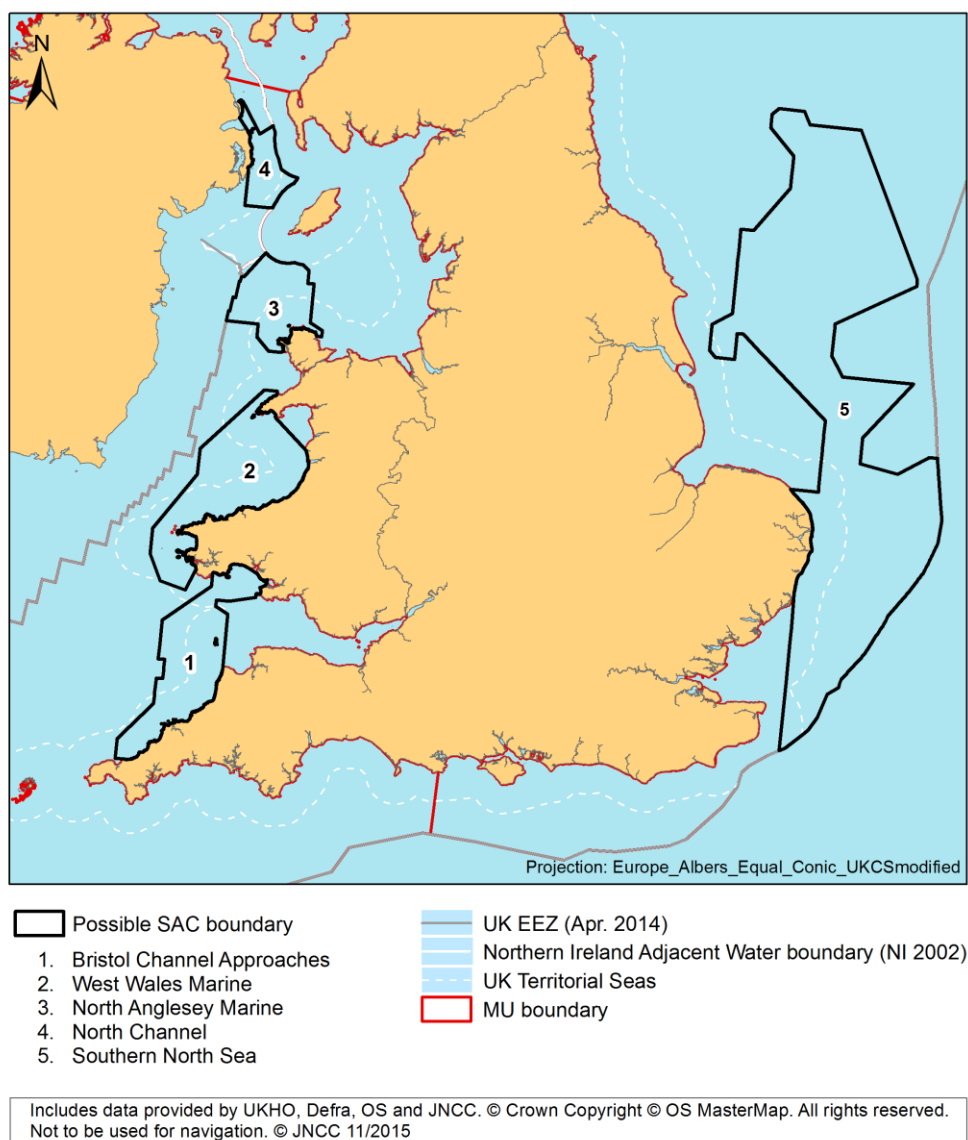 N
4
3
2
5
1
Projection: Europe_Albers_Equal_Conic_UKCSmodified
Possible SAC boundary
1. Bristol Channel Approaches
2. West Wales Marine
3. North Anglesey Marine
4. North Channel
5. Southern North Sea
UK EEZ (Apr. 2014)
Northern Ireland Adjacent Water boundary (NI 2002)
UK Territorial Seas
MU boundary
Includes data provided by UKHO, Defra, OS and JNCC. © Crown Copyright © OS MasterMap. All rights reserved.
Not to be used for navigation. © JNCC 11/2015